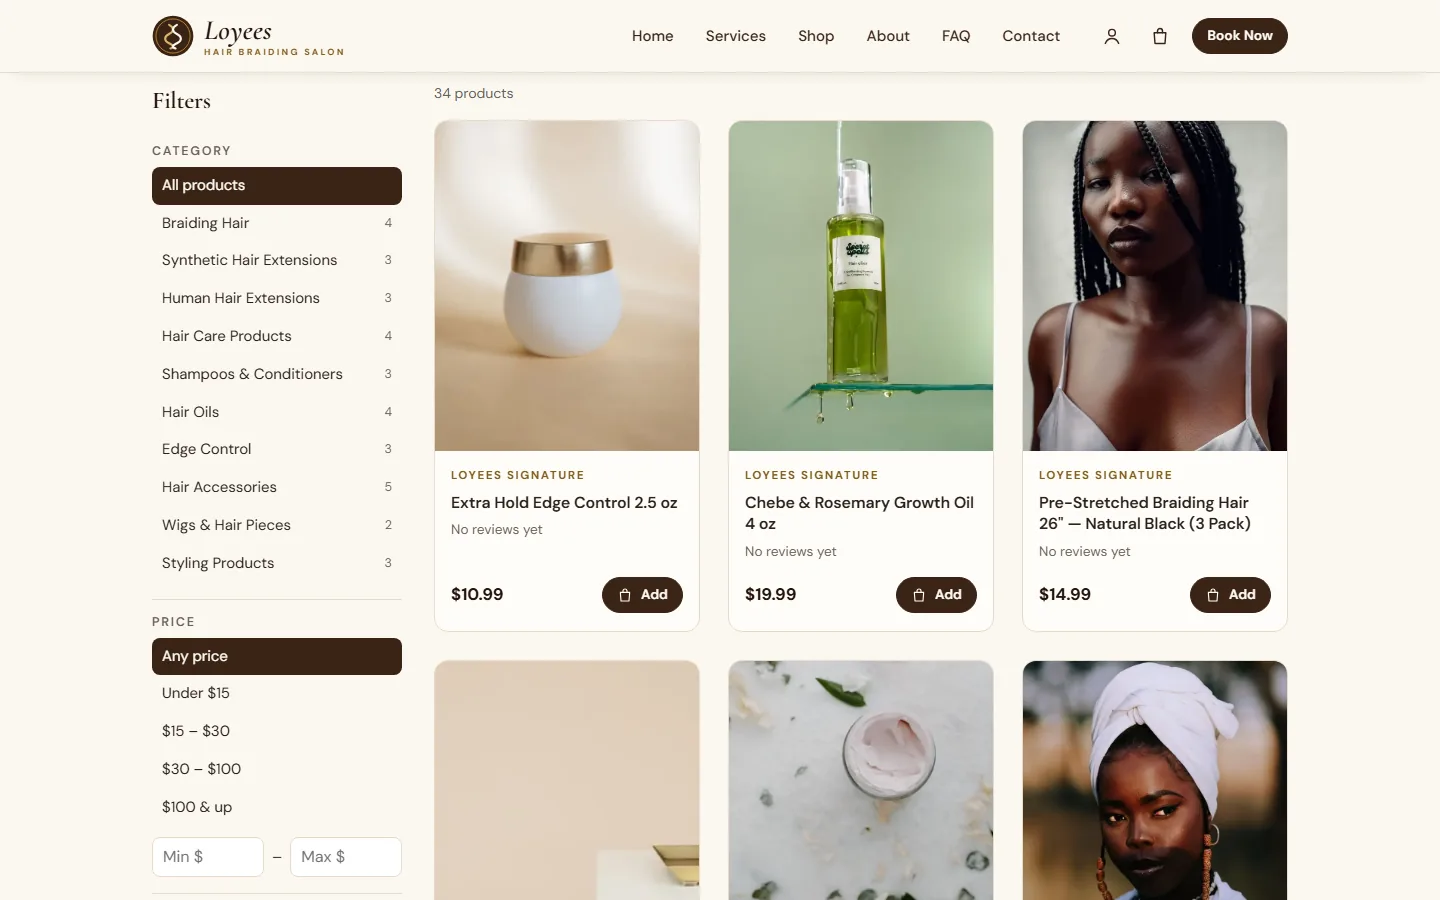 Loyees
HAIR BRAIDING SALON
Home
Services
Shop
About
FAQ
Contact
Book Now
Filters
CATEGORY
All products
Braiding Hair 4
Synthetic Hair Extensions 3
Human Hair Extensions 3
Hair Care Products 4
Shampoos & Conditioners 3
Hair Oils 4
Edge Control 3
Hair Accessories 5
Wigs & Hair Pieces 2
Styling Products 3
PRICE
Any price
Under $15
$15 – $30
$30 – $100
$100 & up
Min $ – Max $
34 products
LOYEES SIGNATURE
Extra Hold Edge Control 2.5 oz
No reviews yet
$10.99
Add
LOYEES SIGNATURE
Chebe & Rosemary Growth Oil
4 oz
No reviews yet
$19.99
Add
LOYEES SIGNATURE
Pre-Stretched Braiding Hair
26" — Natural Black (3 Pack)
No reviews yet
$14.99
Add